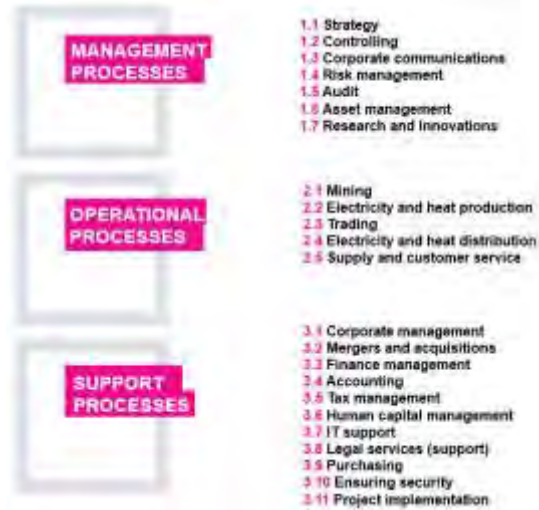 MANAGEMENT
PROCESSES
1.1 Strategy
1.2 Controlling
1.3 Corporate communications
1.4 Risk management
1.5 Audit
1.6 Asset management
1.7 Research and innovations
OPERATIONAL
PROCESSES
2.1 Mining
2.2 Electricity and heat production
2.3 Trading
2.4 Electricity and heat distribution
2.5 Supply and customer service
SUPPORT
PROCESSES
3.1 Corporate management
3.2 Mergers and acquisitions
3.3 Finance management
3.4 Accounting
3.5 Tax management
3.6 Human capital management
3.7 IT support
3.8 Legal services (support)
3.9 Purchasing
3.10 Ensuring security
3.11 Project implementation